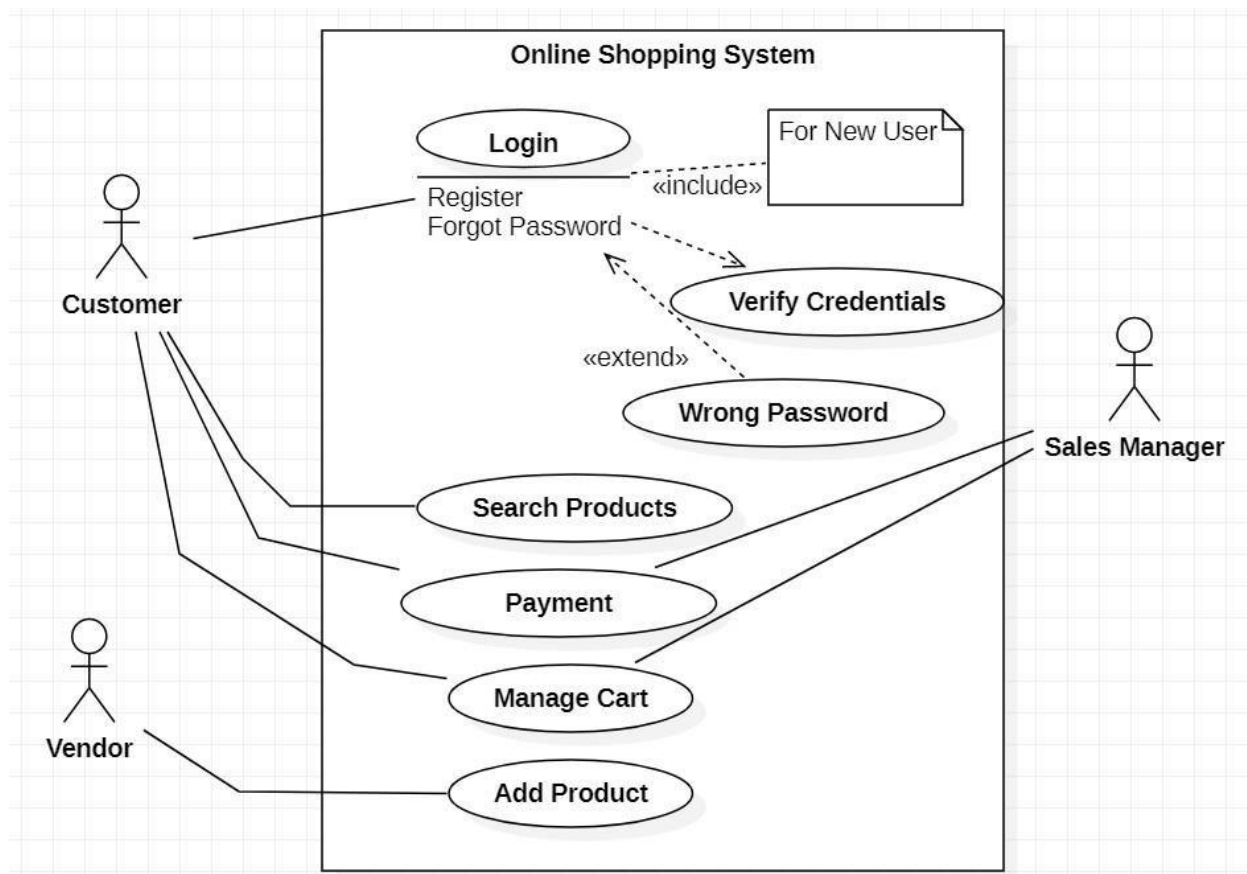 Online Shopping System
Login
For New User
«include»
Register
Forgot Password
Customer
Verify Credentials
«extend»
Wrong Password
Sales Manager
Search Products
Payment
Manage Cart
Vendor
Add Product